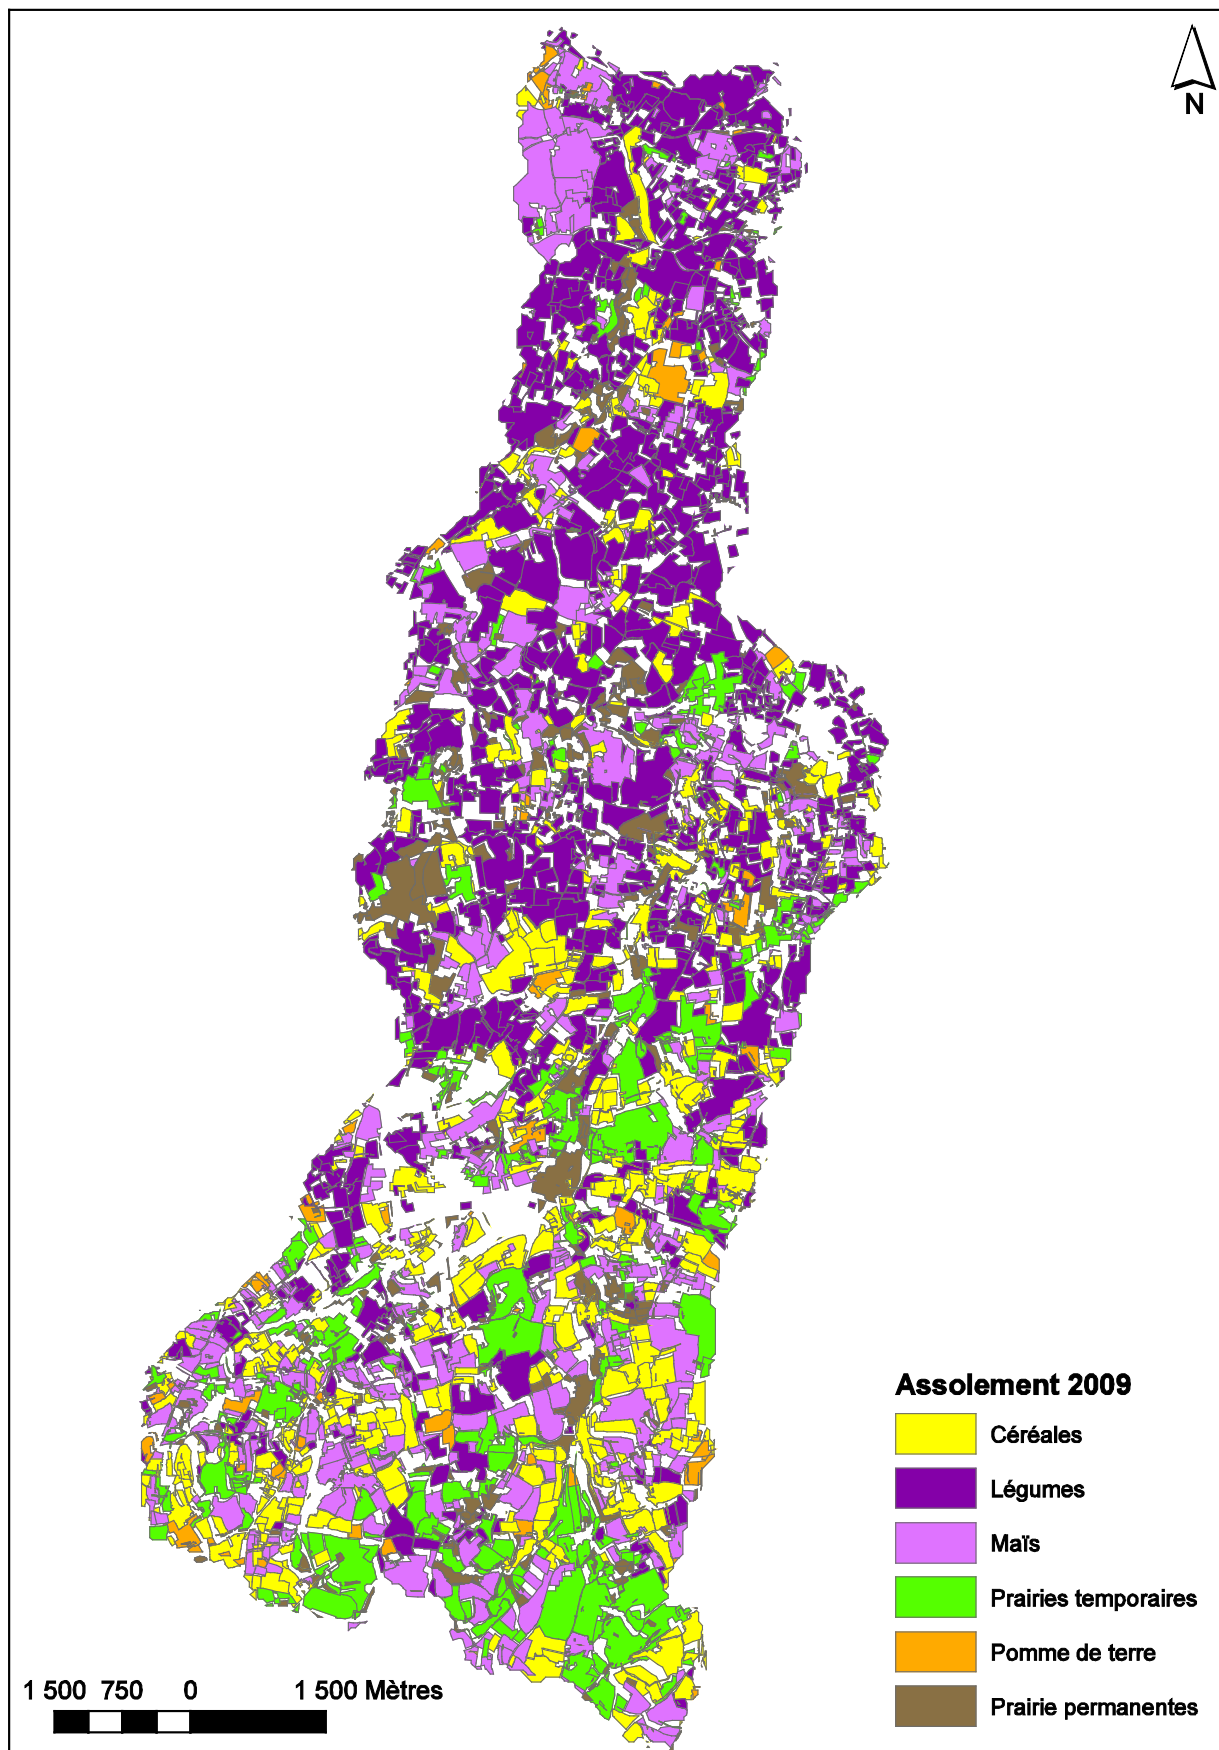 N
Assolement 2009
Céréales
Légumes
Maïs
Prairies temporaires
Pomme de terre
Prairie permanentes
1 500 750 0 1 500 Mètres